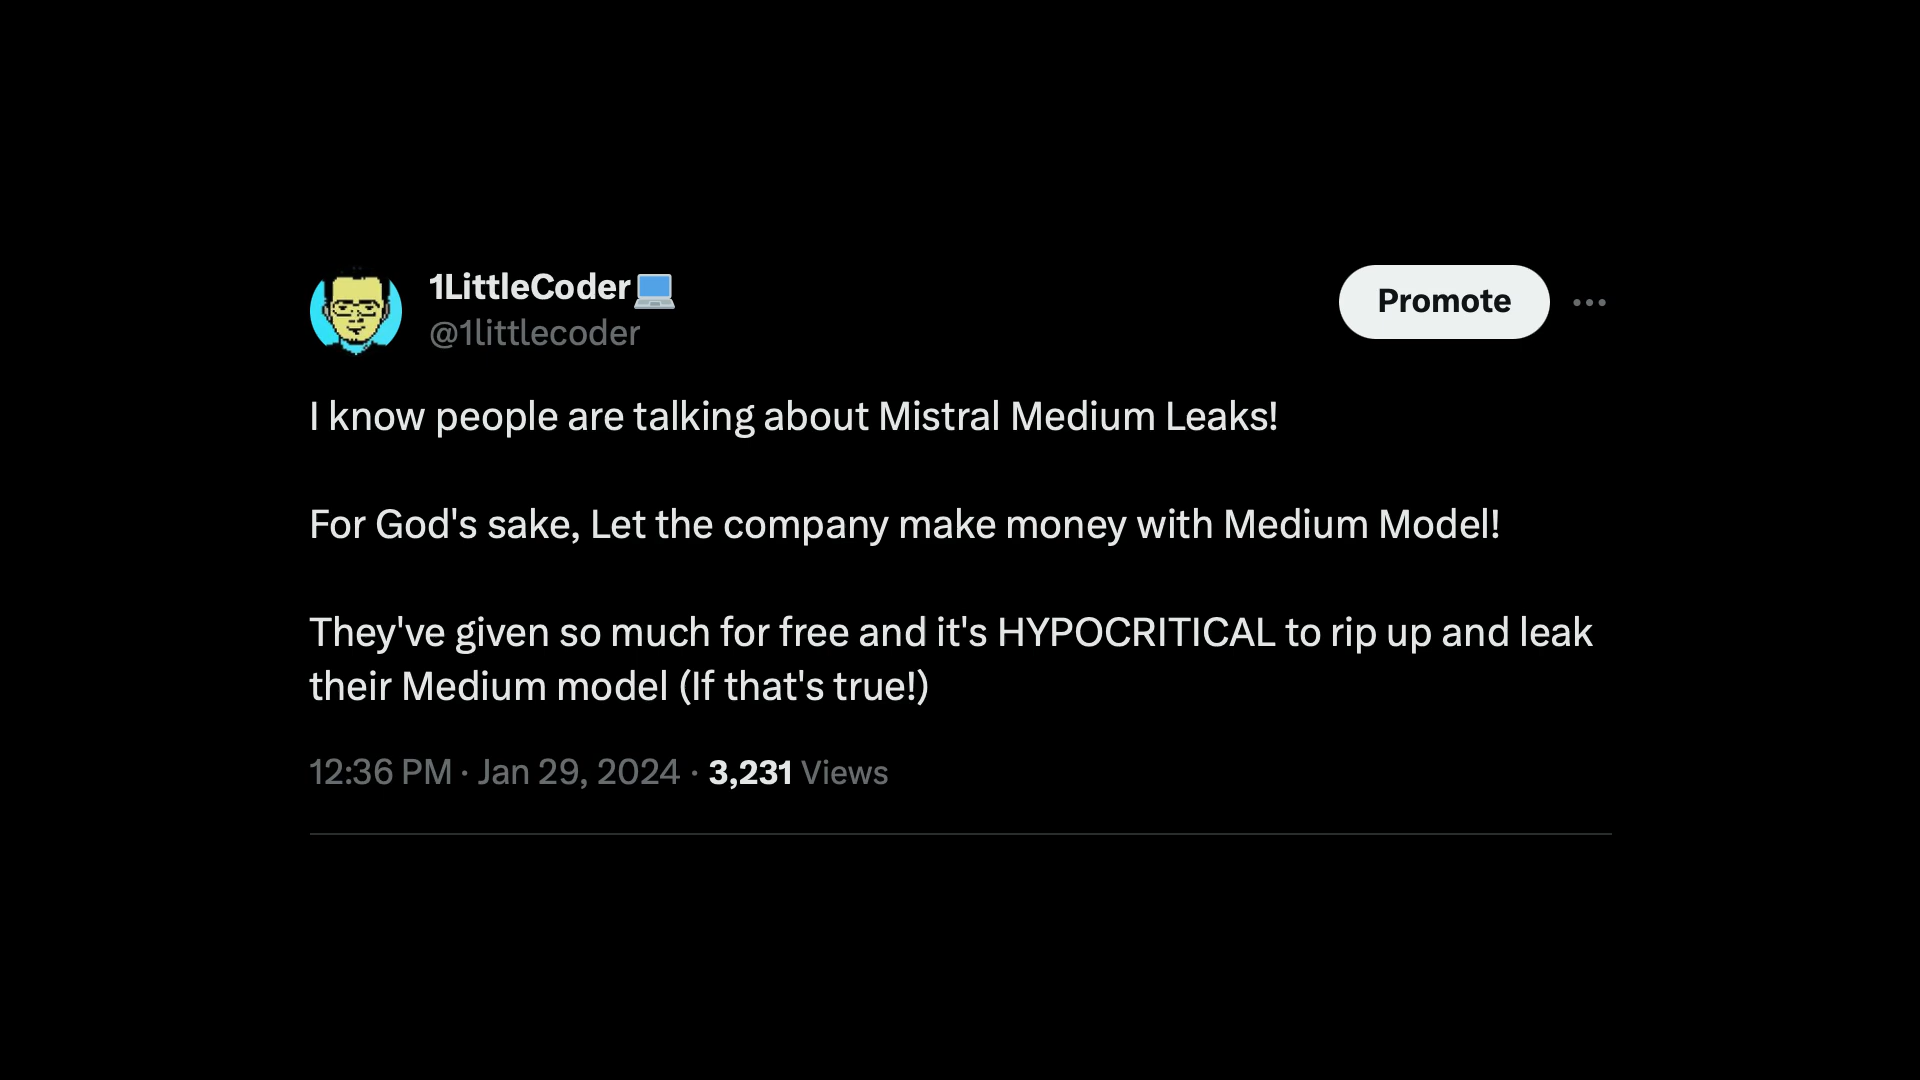 1LittleCoder💻
@1littlecoder
Promote
I know people are talking about Mistral Medium Leaks!
For God's sake, Let the company make money with Medium Model!
They've given so much for free and it's HYPOCRITICAL to rip up and leak
their Medium model (If that's true!)
12:36 PM · Jan 29, 2024 · 3,231 Views